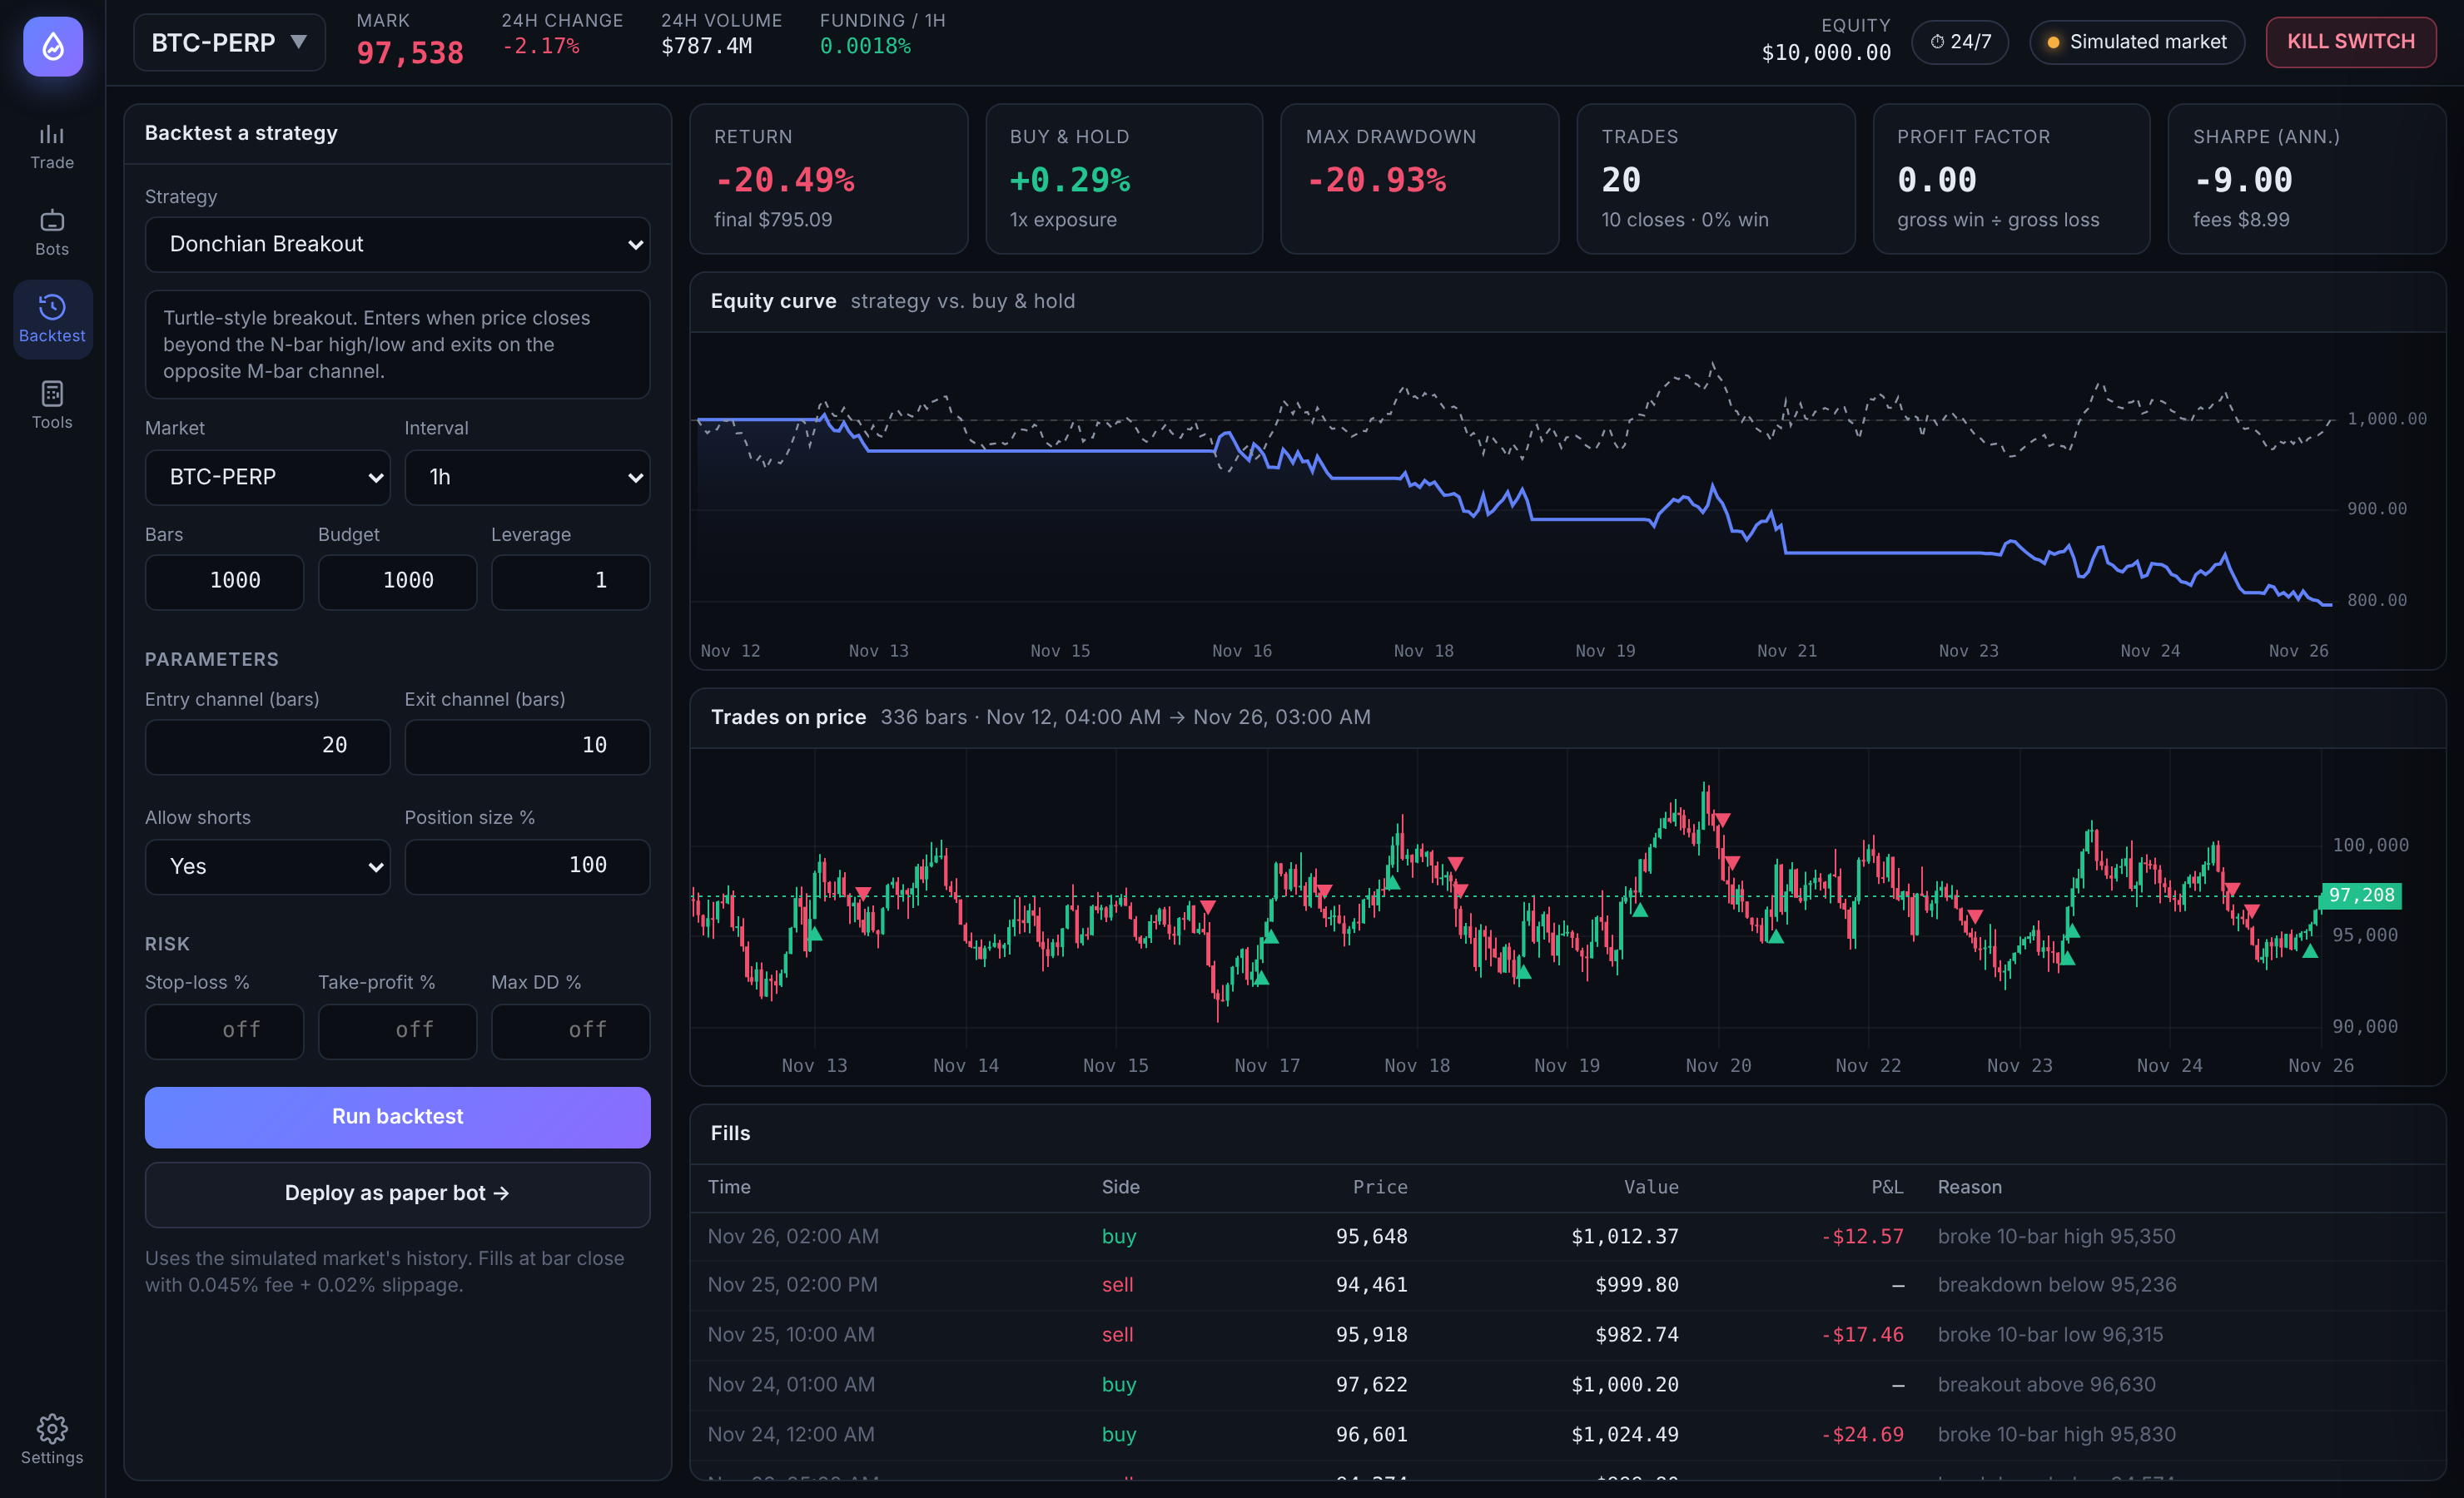 BTC-PERP ▼
MARK
97,538
24H CHANGE
-2.17%
24H VOLUME
$787.4M
FUNDING / 1H
0.0018%
EQUITY
$10,000.00
⏱ 24/7
Simulated market
KILL SWITCH
Trade
Bots
Backtest
Tools
Settings
Backtest a strategy
Strategy
Donchian Breakout
Turtle-style breakout. Enters when price closes
beyond the N-bar high/low and exits on the
opposite M-bar channel.
Market Interval
BTC-PERP 1h
Bars Budget Leverage
1000 1000 1
PARAMETERS
Entry channel (bars) Exit channel (bars)
20 10
Allow shorts Position size %
Yes 100
RISK
Stop-loss % Take-profit % Max DD %
off off off
Run backtest
Deploy as paper bot →
Uses the simulated market's history. Fills at bar close
with 0.045% fee + 0.02% slippage.
RETURN
-20.49%
final $795.09
BUY & HOLD
+0.29%
1x exposure
MAX DRAWDOWN
-20.93%
TRADES
20
10 closes · 0% win
PROFIT FACTOR
0.00
gross win ÷ gross loss
SHARPE (ANN.)
-9.00
fees $8.99
Equity curve strategy vs. buy & hold
1,000.00
900.00
800.00
Nov 12 Nov 13 Nov 15 Nov 16 Nov 18 Nov 19 Nov 21 Nov 23 Nov 24 Nov 26
Trades on price 336 bars · Nov 12, 04:00 AM → Nov 26, 03:00 AM
100,000
97,208
95,000
90,000
Nov 13 Nov 14 Nov 15 Nov 17 Nov 18 Nov 19 Nov 20 Nov 22 Nov 23 Nov 24 Nov 26
Fills
Time Side Price Value P&L Reason
Nov 26, 02:00 AM buy 95,648 $1,012.37 -$12.57 broke 10-bar high 95,350
Nov 25, 02:00 PM sell 94,461 $999.80 — breakdown below 95,236
Nov 25, 10:00 AM sell 95,918 $982.74 -$17.46 broke 10-bar low 96,315
Nov 24, 01:00 AM buy 97,622 $1,000.20 — breakout above 96,630
Nov 24, 12:00 AM buy 96,601 $1,024.49 -$24.69 broke 10-bar high 95,830